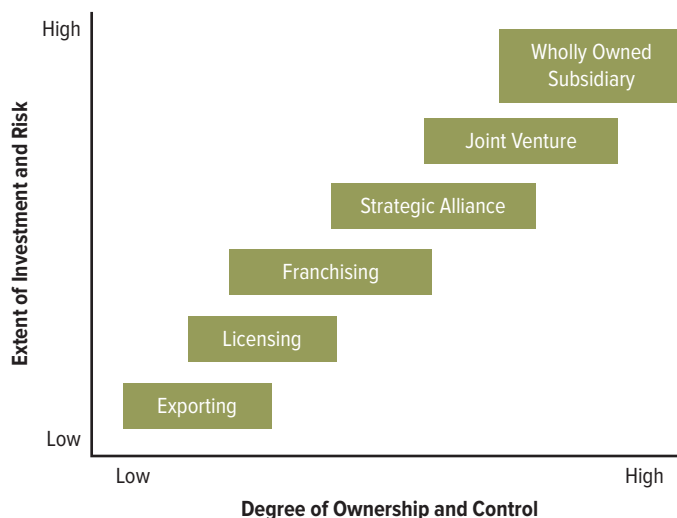 High
Wholly Owned
Subsidiary
Joint Venture
Strategic Alliance
Franchising
Licensing
Exporting
Low
Extent of Investment and Risk
Low
High
Degree of Ownership and Control